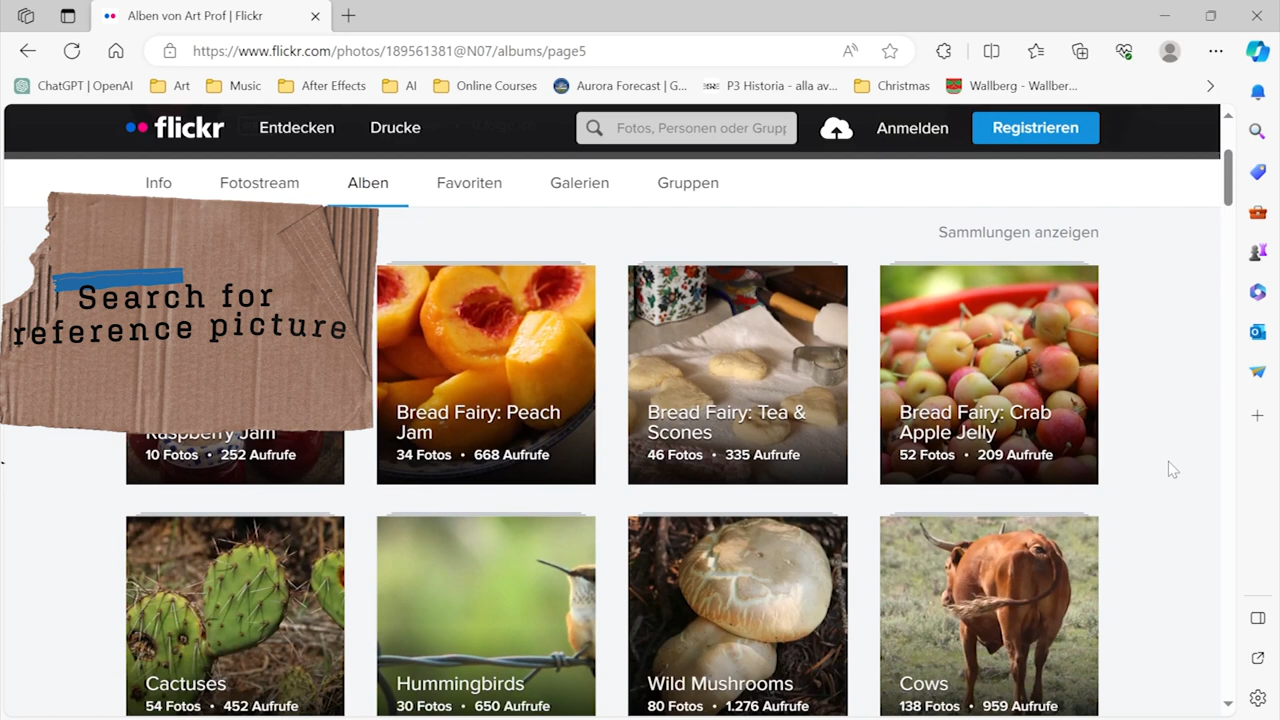 Alben von Art Prof | Flickr
https://www.flickr.com/photos/189561381@N07/albums/page5
ChatGPT | OpenAI
Art
Music
After Effects
AI
Online Courses
Aurora Forecast | G...
P3 Historia - alla av...
Christmas
Wallberg - Wallber...
flickr
Entdecken
Drucke
Fotos, Personen oder Grupp
Anmelden
Registrieren
Info
Fotostream
Alben
Favoriten
Galerien
Gruppen
Sammlungen anzeigen
Search for
reference picture
Raspberry Jam
10 Fotos • 252 Aufrufe
Bread Fairy: Peach
Jam
34 Fotos • 668 Aufrufe
Bread Fairy: Tea &
Scones
46 Fotos • 335 Aufrufe
Bread Fairy: Crab
Apple Jelly
52 Fotos • 209 Aufrufe
Cactuses
54 Fotos • 452 Aufrufe
Hummingbirds
30 Fotos • 650 Aufrufe
Wild Mushrooms
80 Fotos • 1.276 Aufrufe
Cows
138 Fotos • 959 Aufrufe